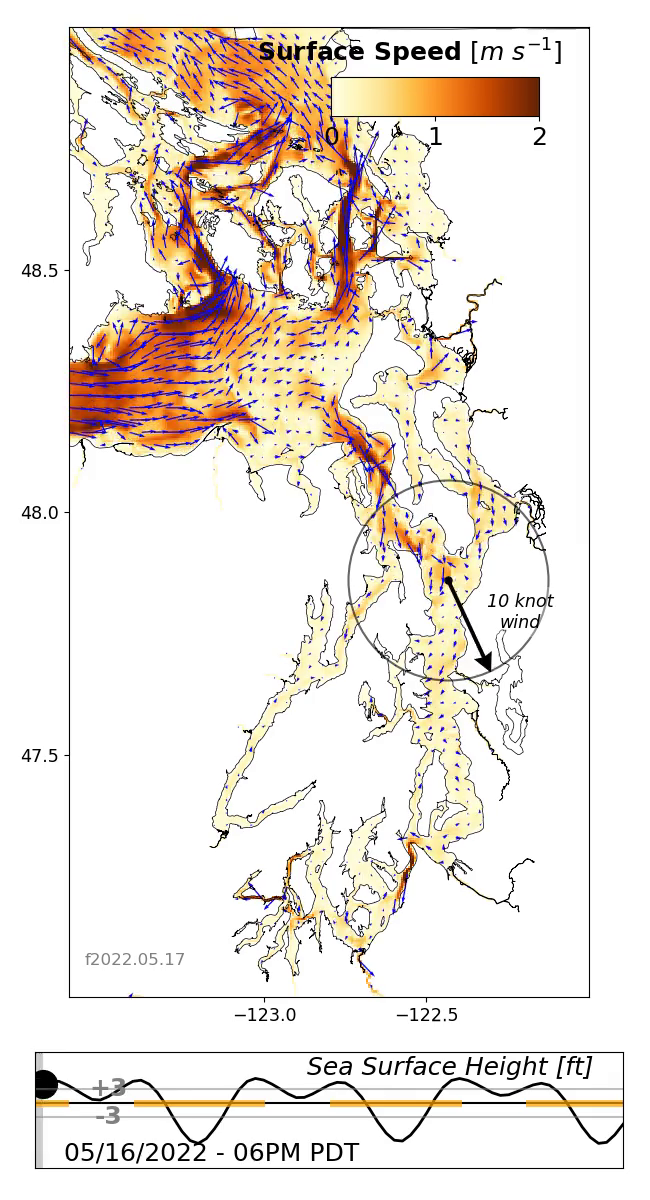 Surface Speed [m s⁻¹]
0 1 2
48.5
48.0
10 knot
wind
47.5
f2022.05.17
−123.0 −122.5
Sea Surface Height [ft]
+3
-3
05/16/2022 - 06PM PDT